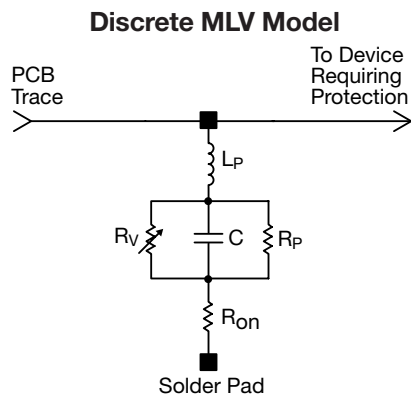 Discrete MLV Model
PCB
Trace
To Device
Requiring
Protection
LP
RV
C
RP
Ron
Solder Pad